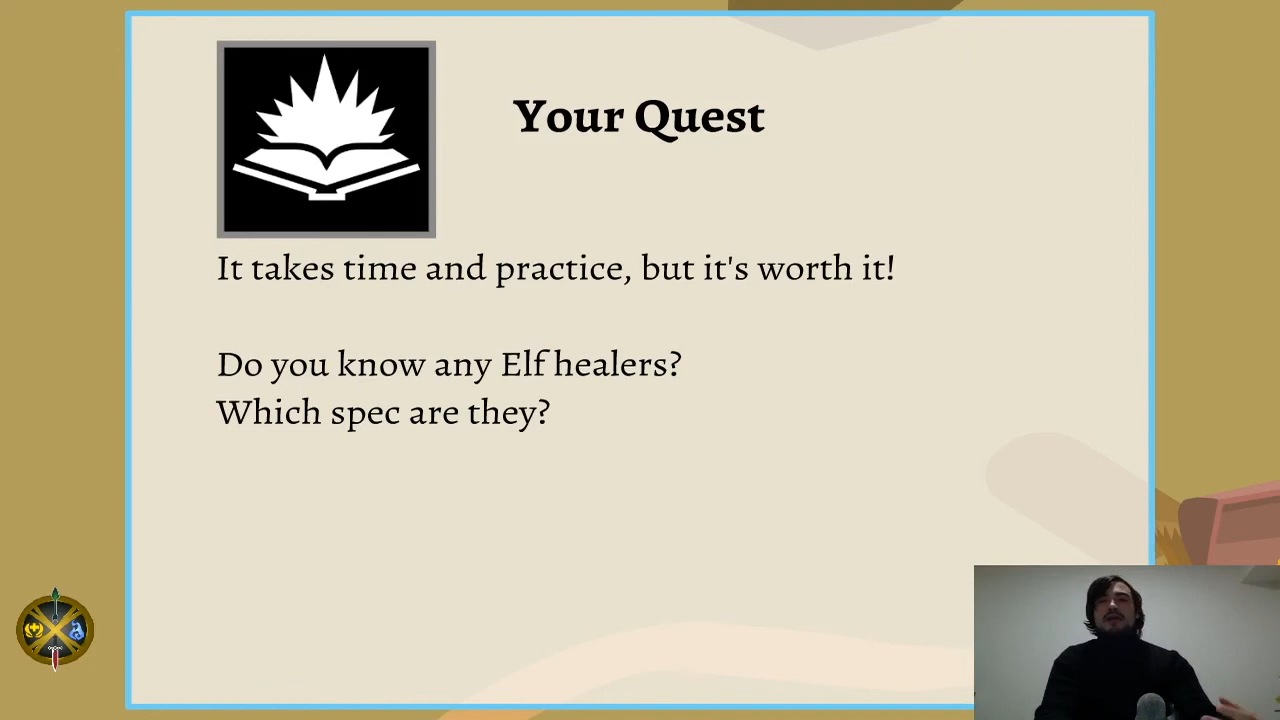 Your Quest
It takes time and practice, but it's worth it!
Do you know any Elf healers?
Which spec are they?